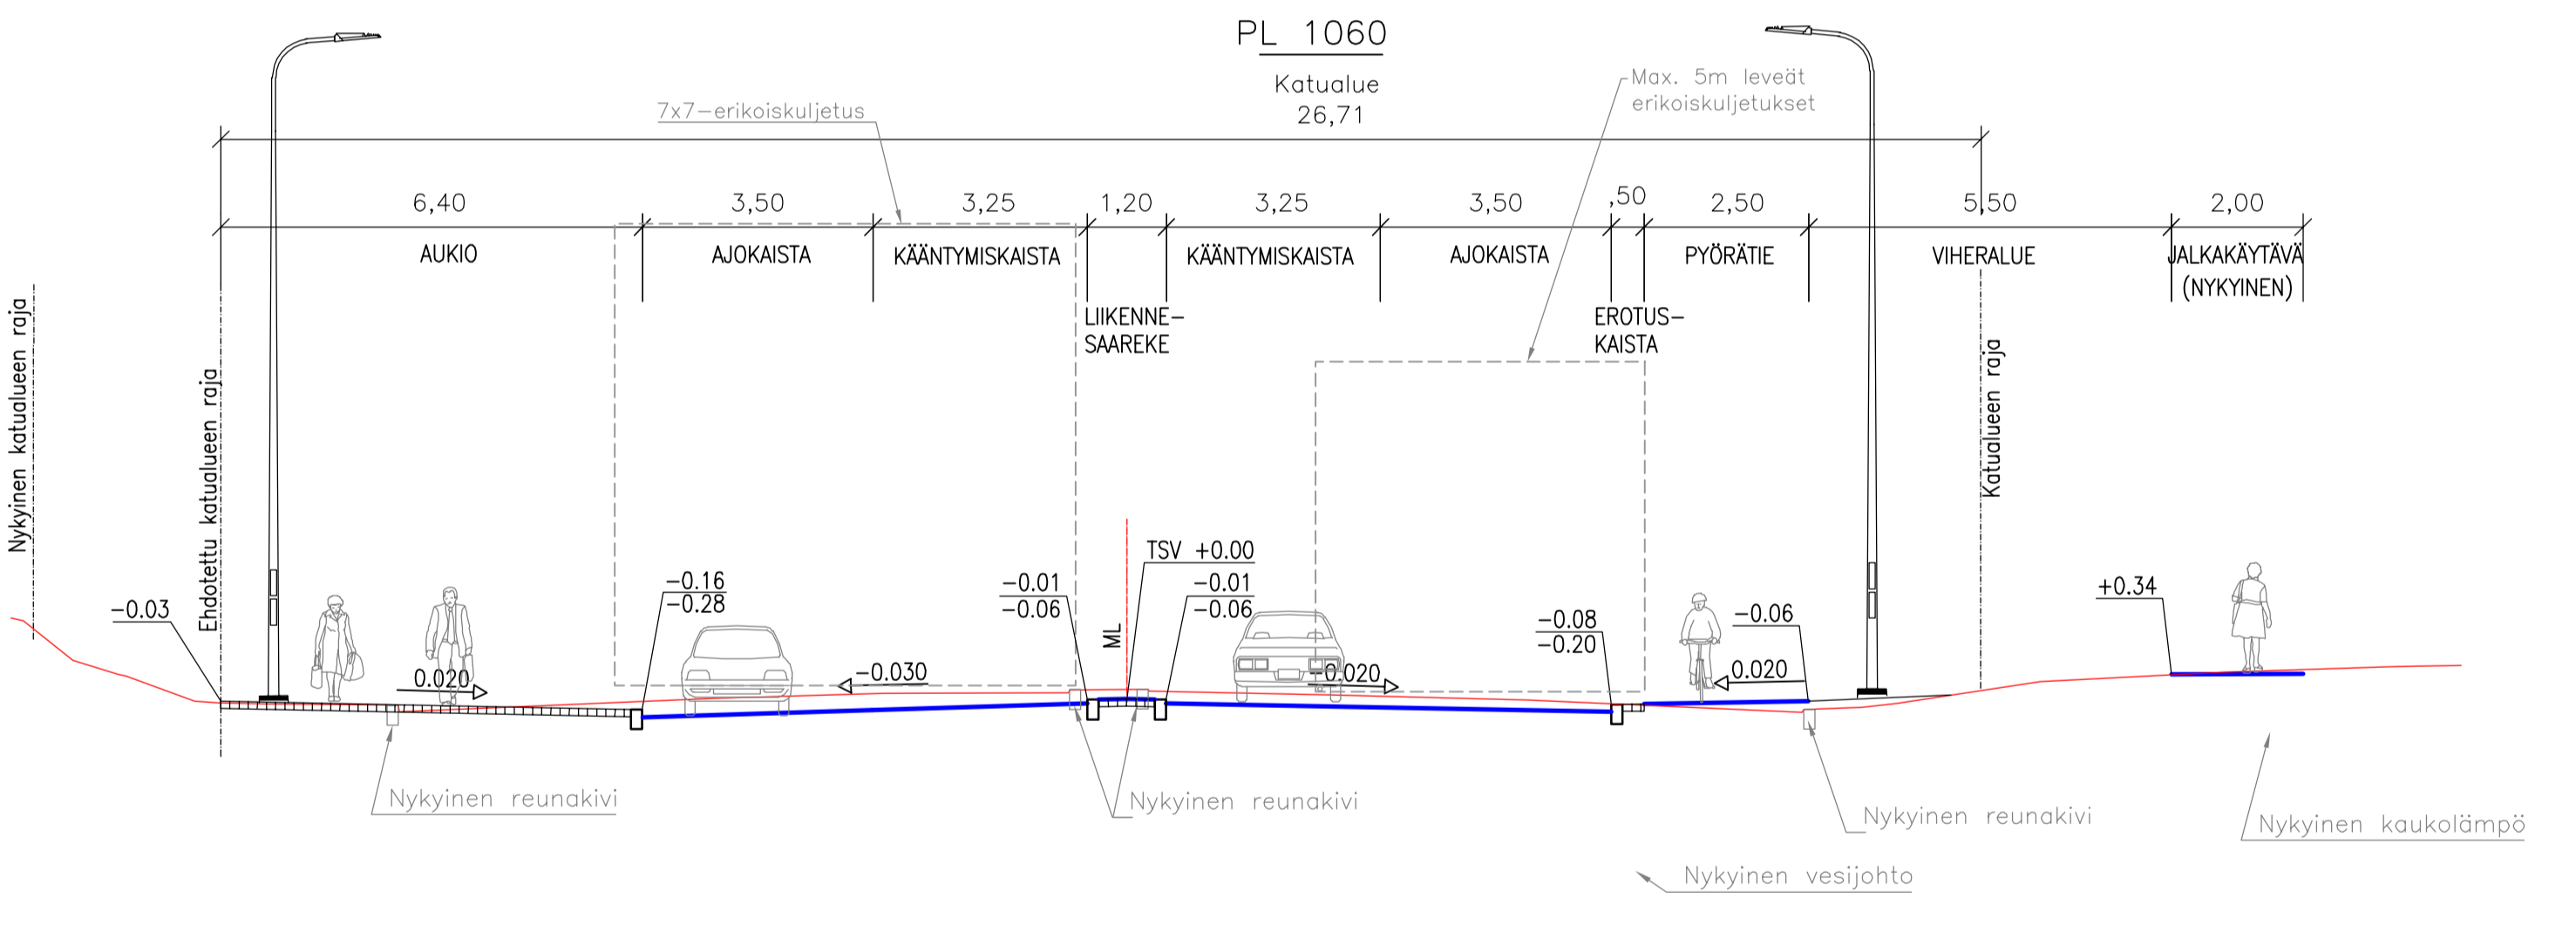 PL 1060
Katualue
26,71
7x7-erikoiskuljetus
Max. 5m leveät
erikoiskuljetukset
6,40
3,50
3,25
1,20
3,25
3,50
,50
2,50
5,50
2,00
AUKIO
AJOKAISTA
KÄÄNTYMISKAISTA
LIIKENNE-
SAAREKE
KÄÄNTYMISKAISTA
AJOKAISTA
EROTUS-
KAISTA
PYÖRÄTIE
VIHERALUE
JALKAKÄYTÄVÄ
(NYKYINEN)
Nykyinen katualueen raja
Ehdotettu katualueen raja
Katualueen raja
-0.03
0.020
-0.16
-0.28
-0.030
-0.01
-0.06
ML
TSV +0.00
-0.01
-0.06
-0.020
-0.08
-0.20
-0.06
0.020
+0.34
Nykyinen reunakivi
Nykyinen reunakivi
Nykyinen reunakivi
Nykyinen kaukolämpö
Nykyinen vesijohto